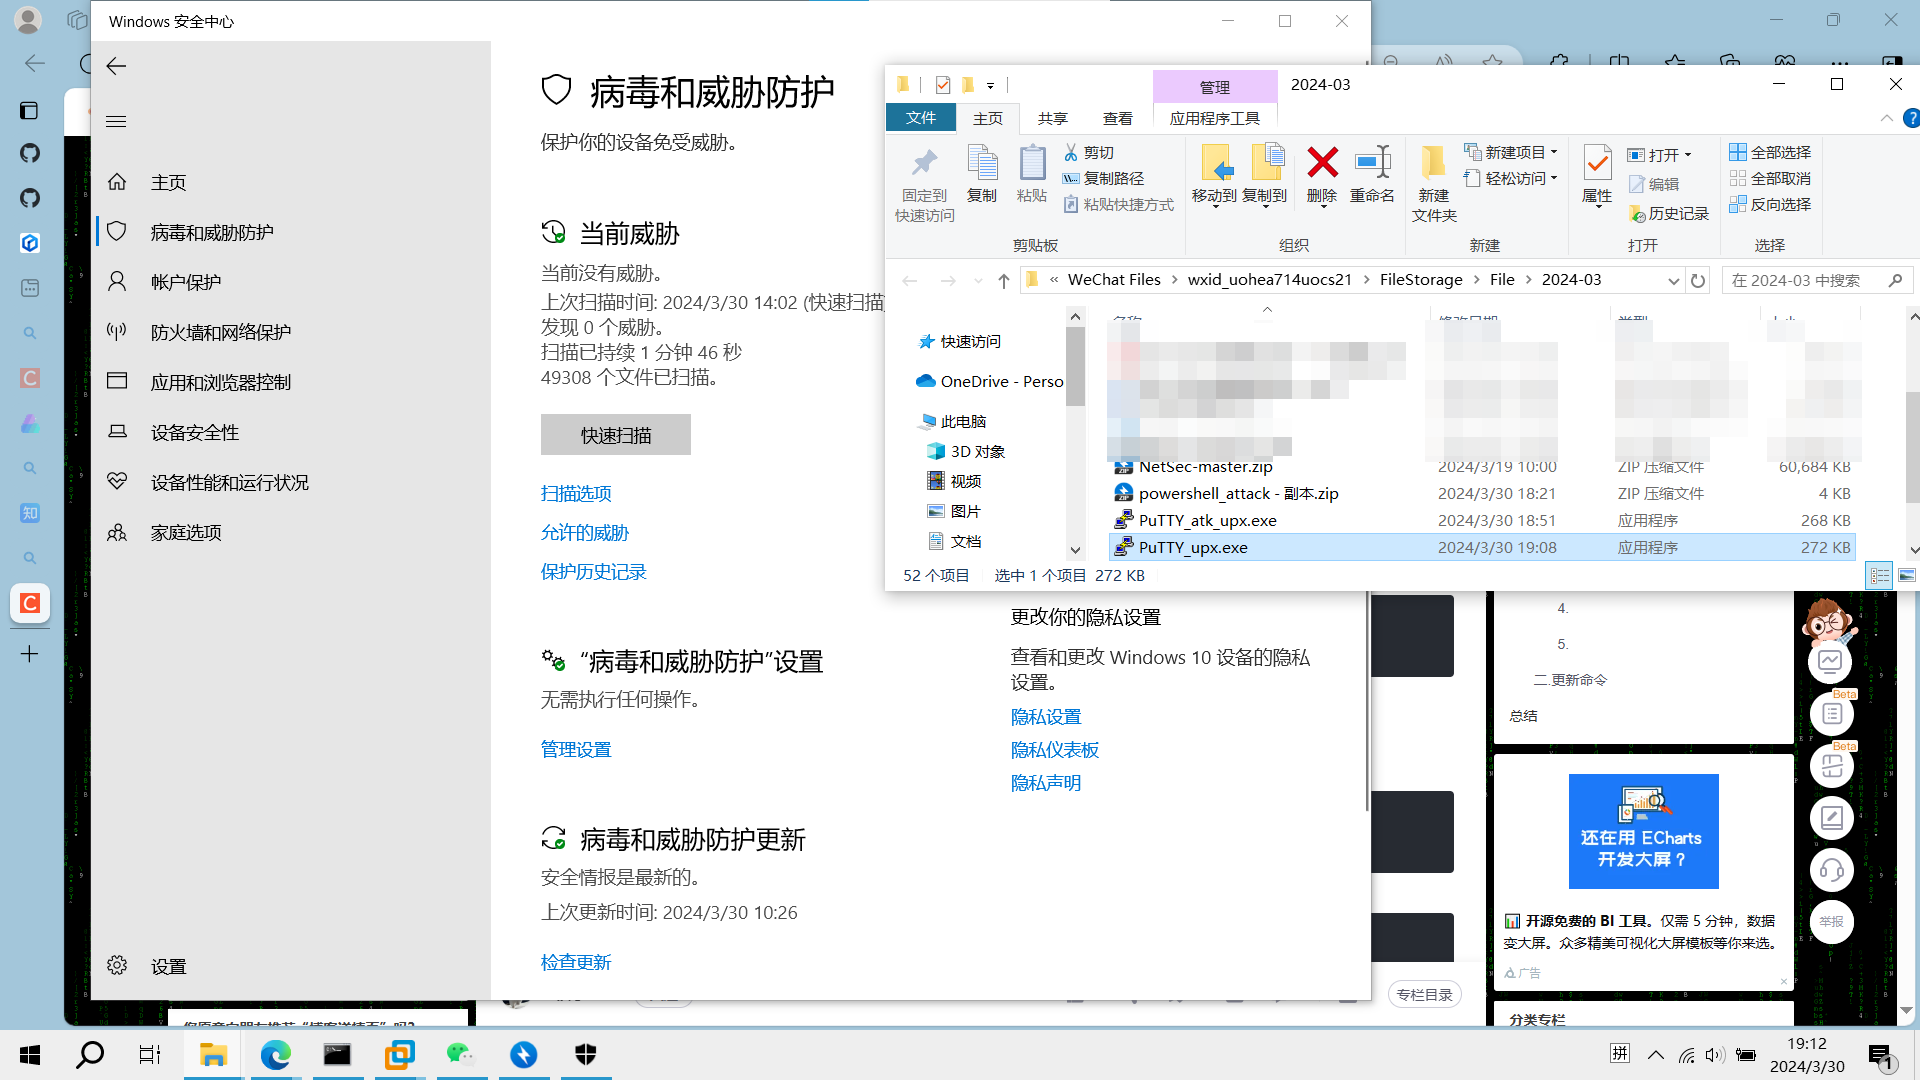 Windows 安全中心
主页
病毒和威胁防护
帐户保护
防火墙和网络保护
应用和浏览器控制
设备安全性
设备性能和运行状况
家庭选项
设置
病毒和威胁防护
保护你的设备免受威胁。
当前威胁
当前没有威胁。
上次扫描时间: 2024/3/30 14:02 (快速扫描)
发现 0 个威胁。
扫描已持续 1 分钟 46 秒
49308 个文件已扫描。
快速扫描
扫描选项
允许的威胁
保护历史记录
“病毒和威胁防护”设置
无需执行任何操作。
管理设置
病毒和威胁防护更新
安全情报是最新的。
上次更新时间: 2024/3/30 10:26
检查更新
更改你的隐私设置
查看和更改 Windows 10 设备的隐私
设置。
隐私设置
隐私仪表板
隐私声明
管理
2024-03
文件
主页
共享
查看
应用程序工具
固定到
快速访问
复制
粘贴
剪切
复制路径
粘贴快捷方式
剪贴板
移动到
复制到
删除
重命名
组织
新建
文件夹
新建项目
轻松访问
新建
属性
打开
编辑
历史记录
打开
全部选择
全部取消
反向选择
选择
« WeChat Files › wxid_uohea714uocs21 › FileStorage › File › 2024-03
在 2024-03 中搜索
快速访问
OneDrive - Perso
此电脑
3D 对象
视频
图片
文档
NetSec-master.zip 2024/3/19 10:00 ZIP 压缩文件 60,684 KB
powershell_attack - 副本.zip 2024/3/30 18:21 ZIP 压缩文件 4 KB
PuTTY_atk_upx.exe 2024/3/30 18:51 应用程序 268 KB
PuTTY_upx.exe 2024/3/30 19:08 应用程序 272 KB
52 个项目 选中 1 个项目 272 KB
4.
5.
二.更新命令
总结
Beta
Beta
还在用 ECharts
开发大屏？
开源免费的 BI 工具。仅需 5 分钟，数据
变大屏。众多精美可视化大屏模板等你来选。
广告
举报
专栏目录
分类专栏
知
拼
19:12
2024/3/30
1